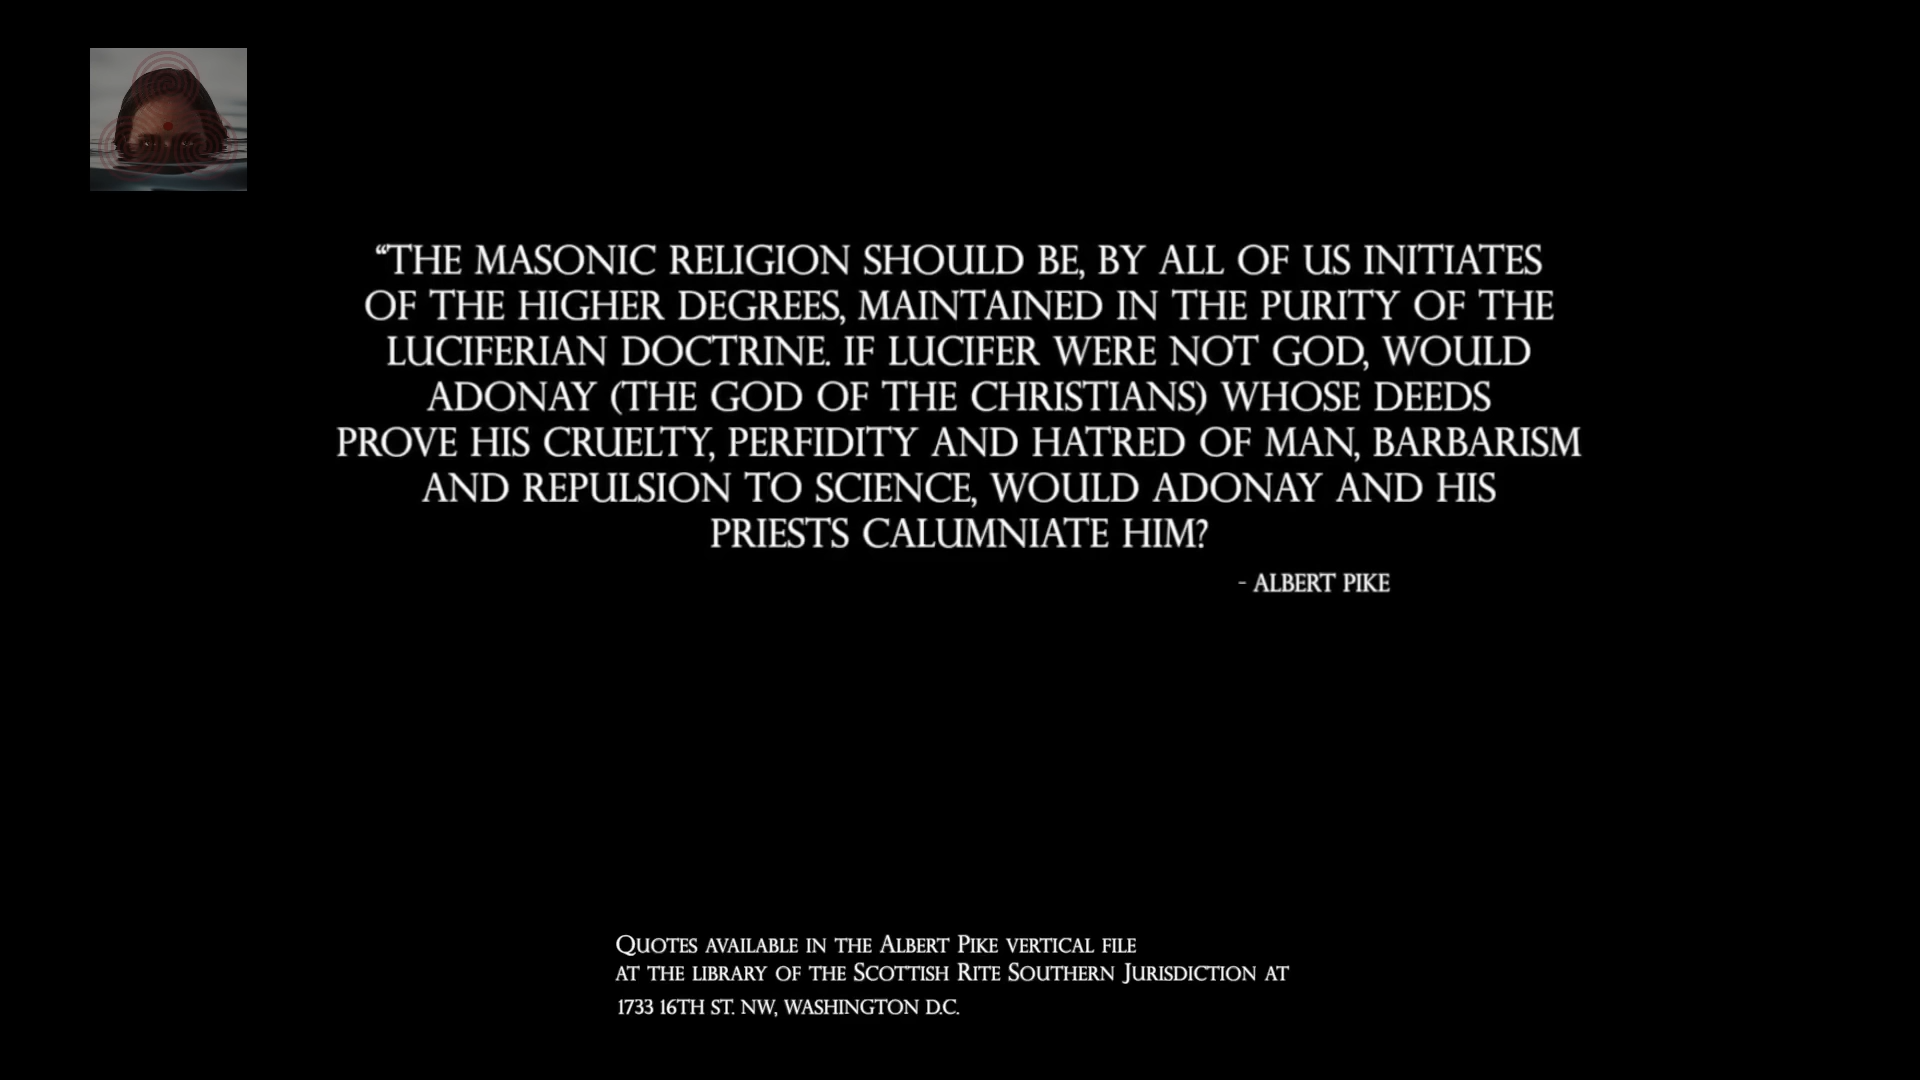 “THE MASONIC RELIGION SHOULD BE, BY ALL OF US INITIATES
OF THE HIGHER DEGREES, MAINTAINED IN THE PURITY OF THE
LUCIFERIAN DOCTRINE. IF LUCIFER WERE NOT GOD, WOULD
ADONAY (THE GOD OF THE CHRISTIANS) WHOSE DEEDS
PROVE HIS CRUELTY, PERFIDITY AND HATRED OF MAN, BARBARISM
AND REPULSION TO SCIENCE, WOULD ADONAY AND HIS
PRIESTS CALUMNIATE HIM?
- ALBERT PIKE
QUOTES AVAILABLE IN THE ALBERT PIKE VERTICAL FILE
AT THE LIBRARY OF THE SCOTTISH RITE SOUTHERN JURISDICTION AT
1733 16TH ST. NW, WASHINGTON D.C.